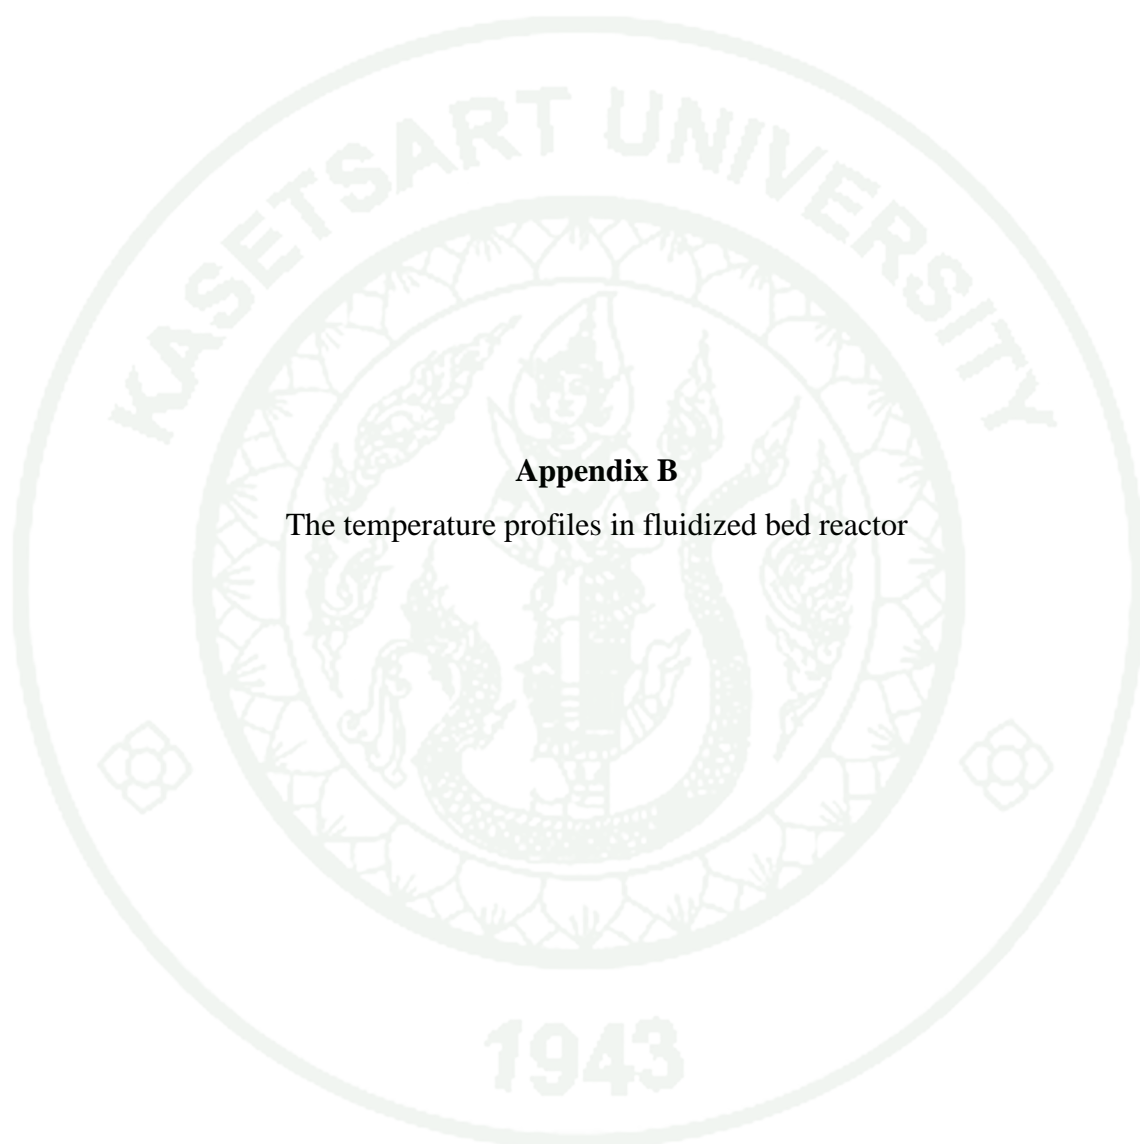 KASETSART UNIVERSITY
Appendix B
The temperature profiles in fluidized bed reactor
1943